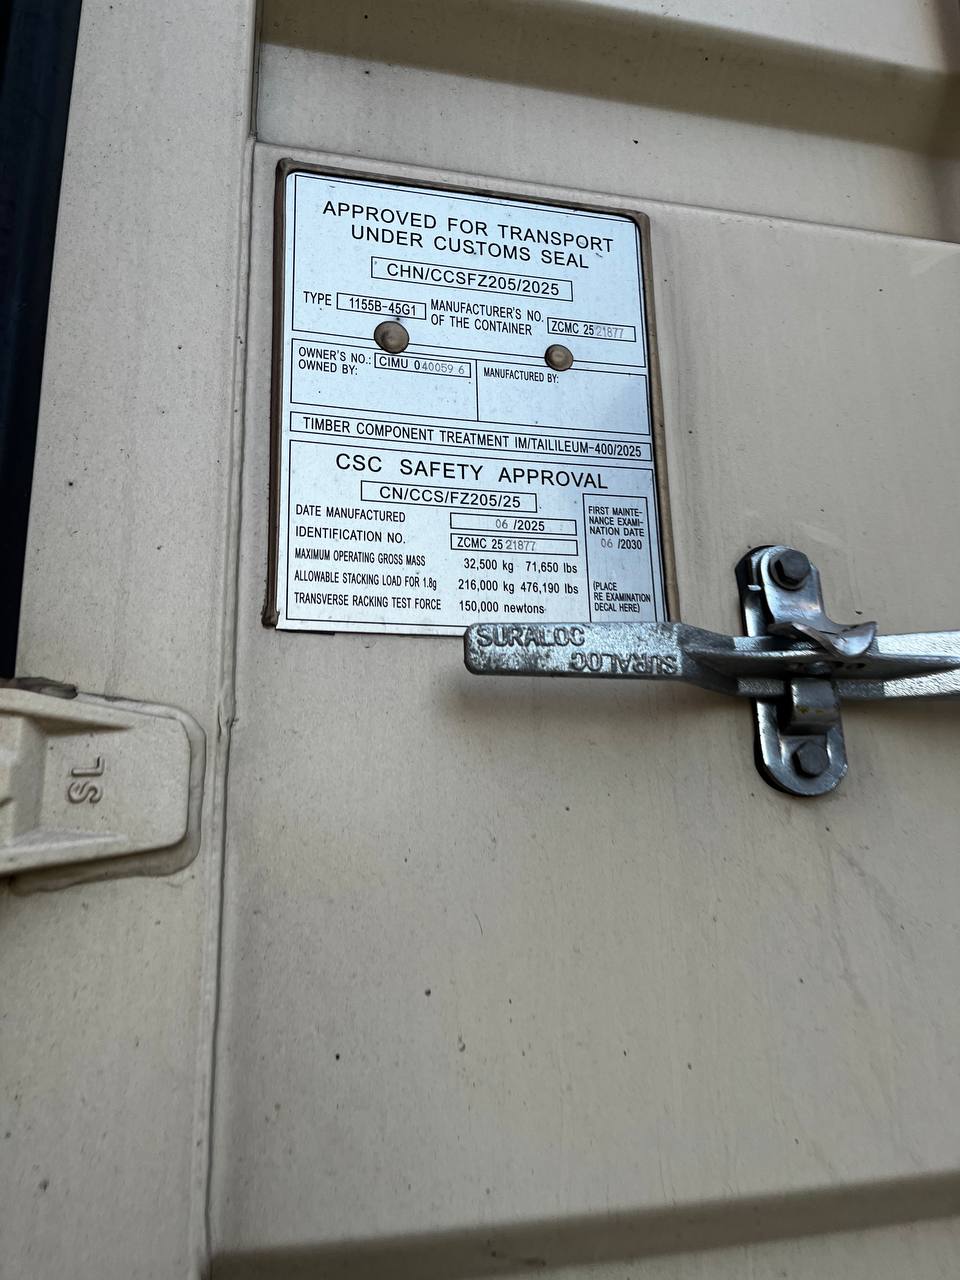 APPROVED FOR TRANSPORT
UNDER CUSTOMS SEAL
CHN/CCSFZ205/2025
TYPE 1155B-45G1 MANUFACTURER'S NO. OF THE CONTAINER ZCMC 2521877
OWNER'S NO.: CIMU 040059 6
OWNED BY:
MANUFACTURED BY:
TIMBER COMPONENT TREATMENT IM/TAILILEUM-400/2025
CSC SAFETY APPROVAL
CN/CCS/FZ205/25
DATE MANUFACTURED 06 /2025
IDENTIFICATION NO. ZCMC 2521877
MAXIMUM OPERATING GROSS MASS 32,500 kg 71,650 lbs
ALLOWABLE STACKING LOAD FOR 1.8g 216,000 kg 476,190 lbs
TRANSVERSE RACKING TEST FORCE 150,000 newtons
FIRST MAINTE-
NANCE EXAMI-
NATION DATE
06 /2030
(PLACE
RE EXAMINATION
DECAL HERE)
SURALOC
SURALOC
SL